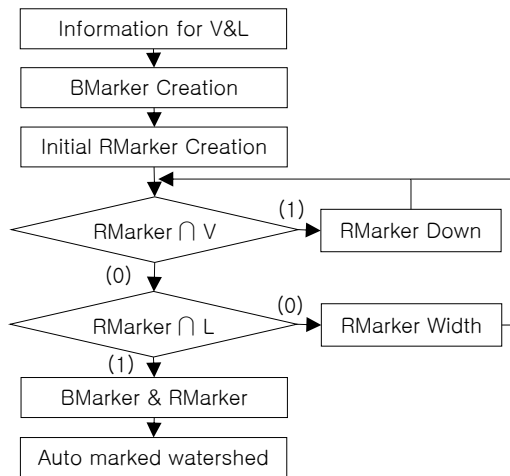 Information for V&L
BMarker Creation
Initial RMarker Creation
RMarker ∩ V
(1)
RMarker Down
(0)
RMarker ∩ L
(0)
RMarker Width
(1)
BMarker & RMarker
Auto marked watershed